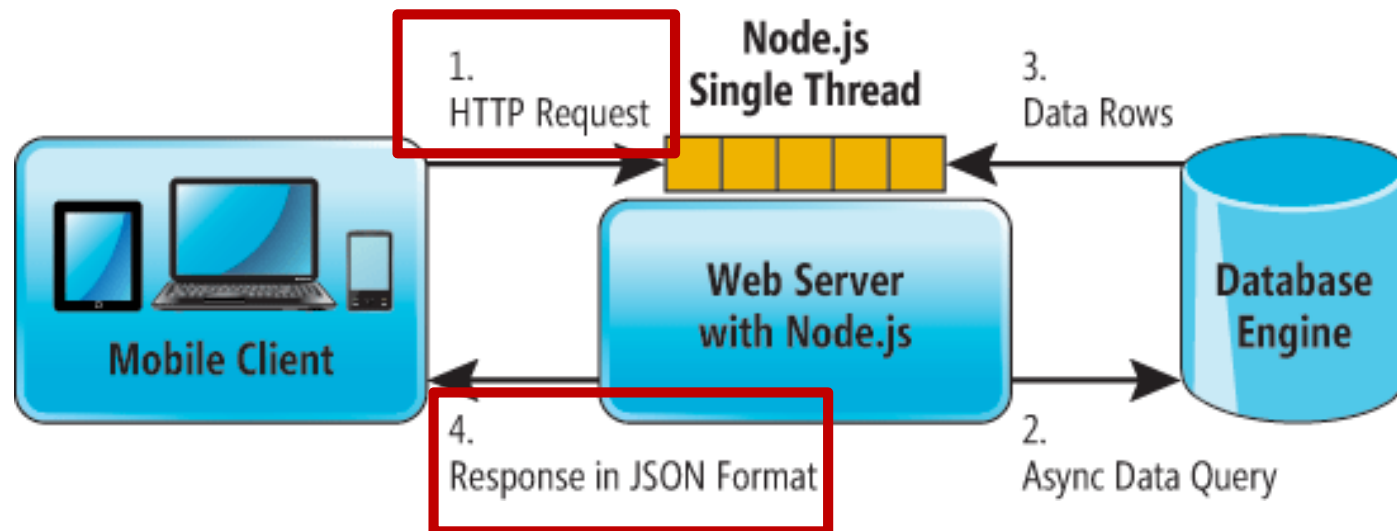 1.
HTTP Request
Node.js
Single Thread
3.
Data Rows
Mobile Client
Web Server
with Node.js
Database
Engine
4.
Response in JSON Format
2.
Async Data Query